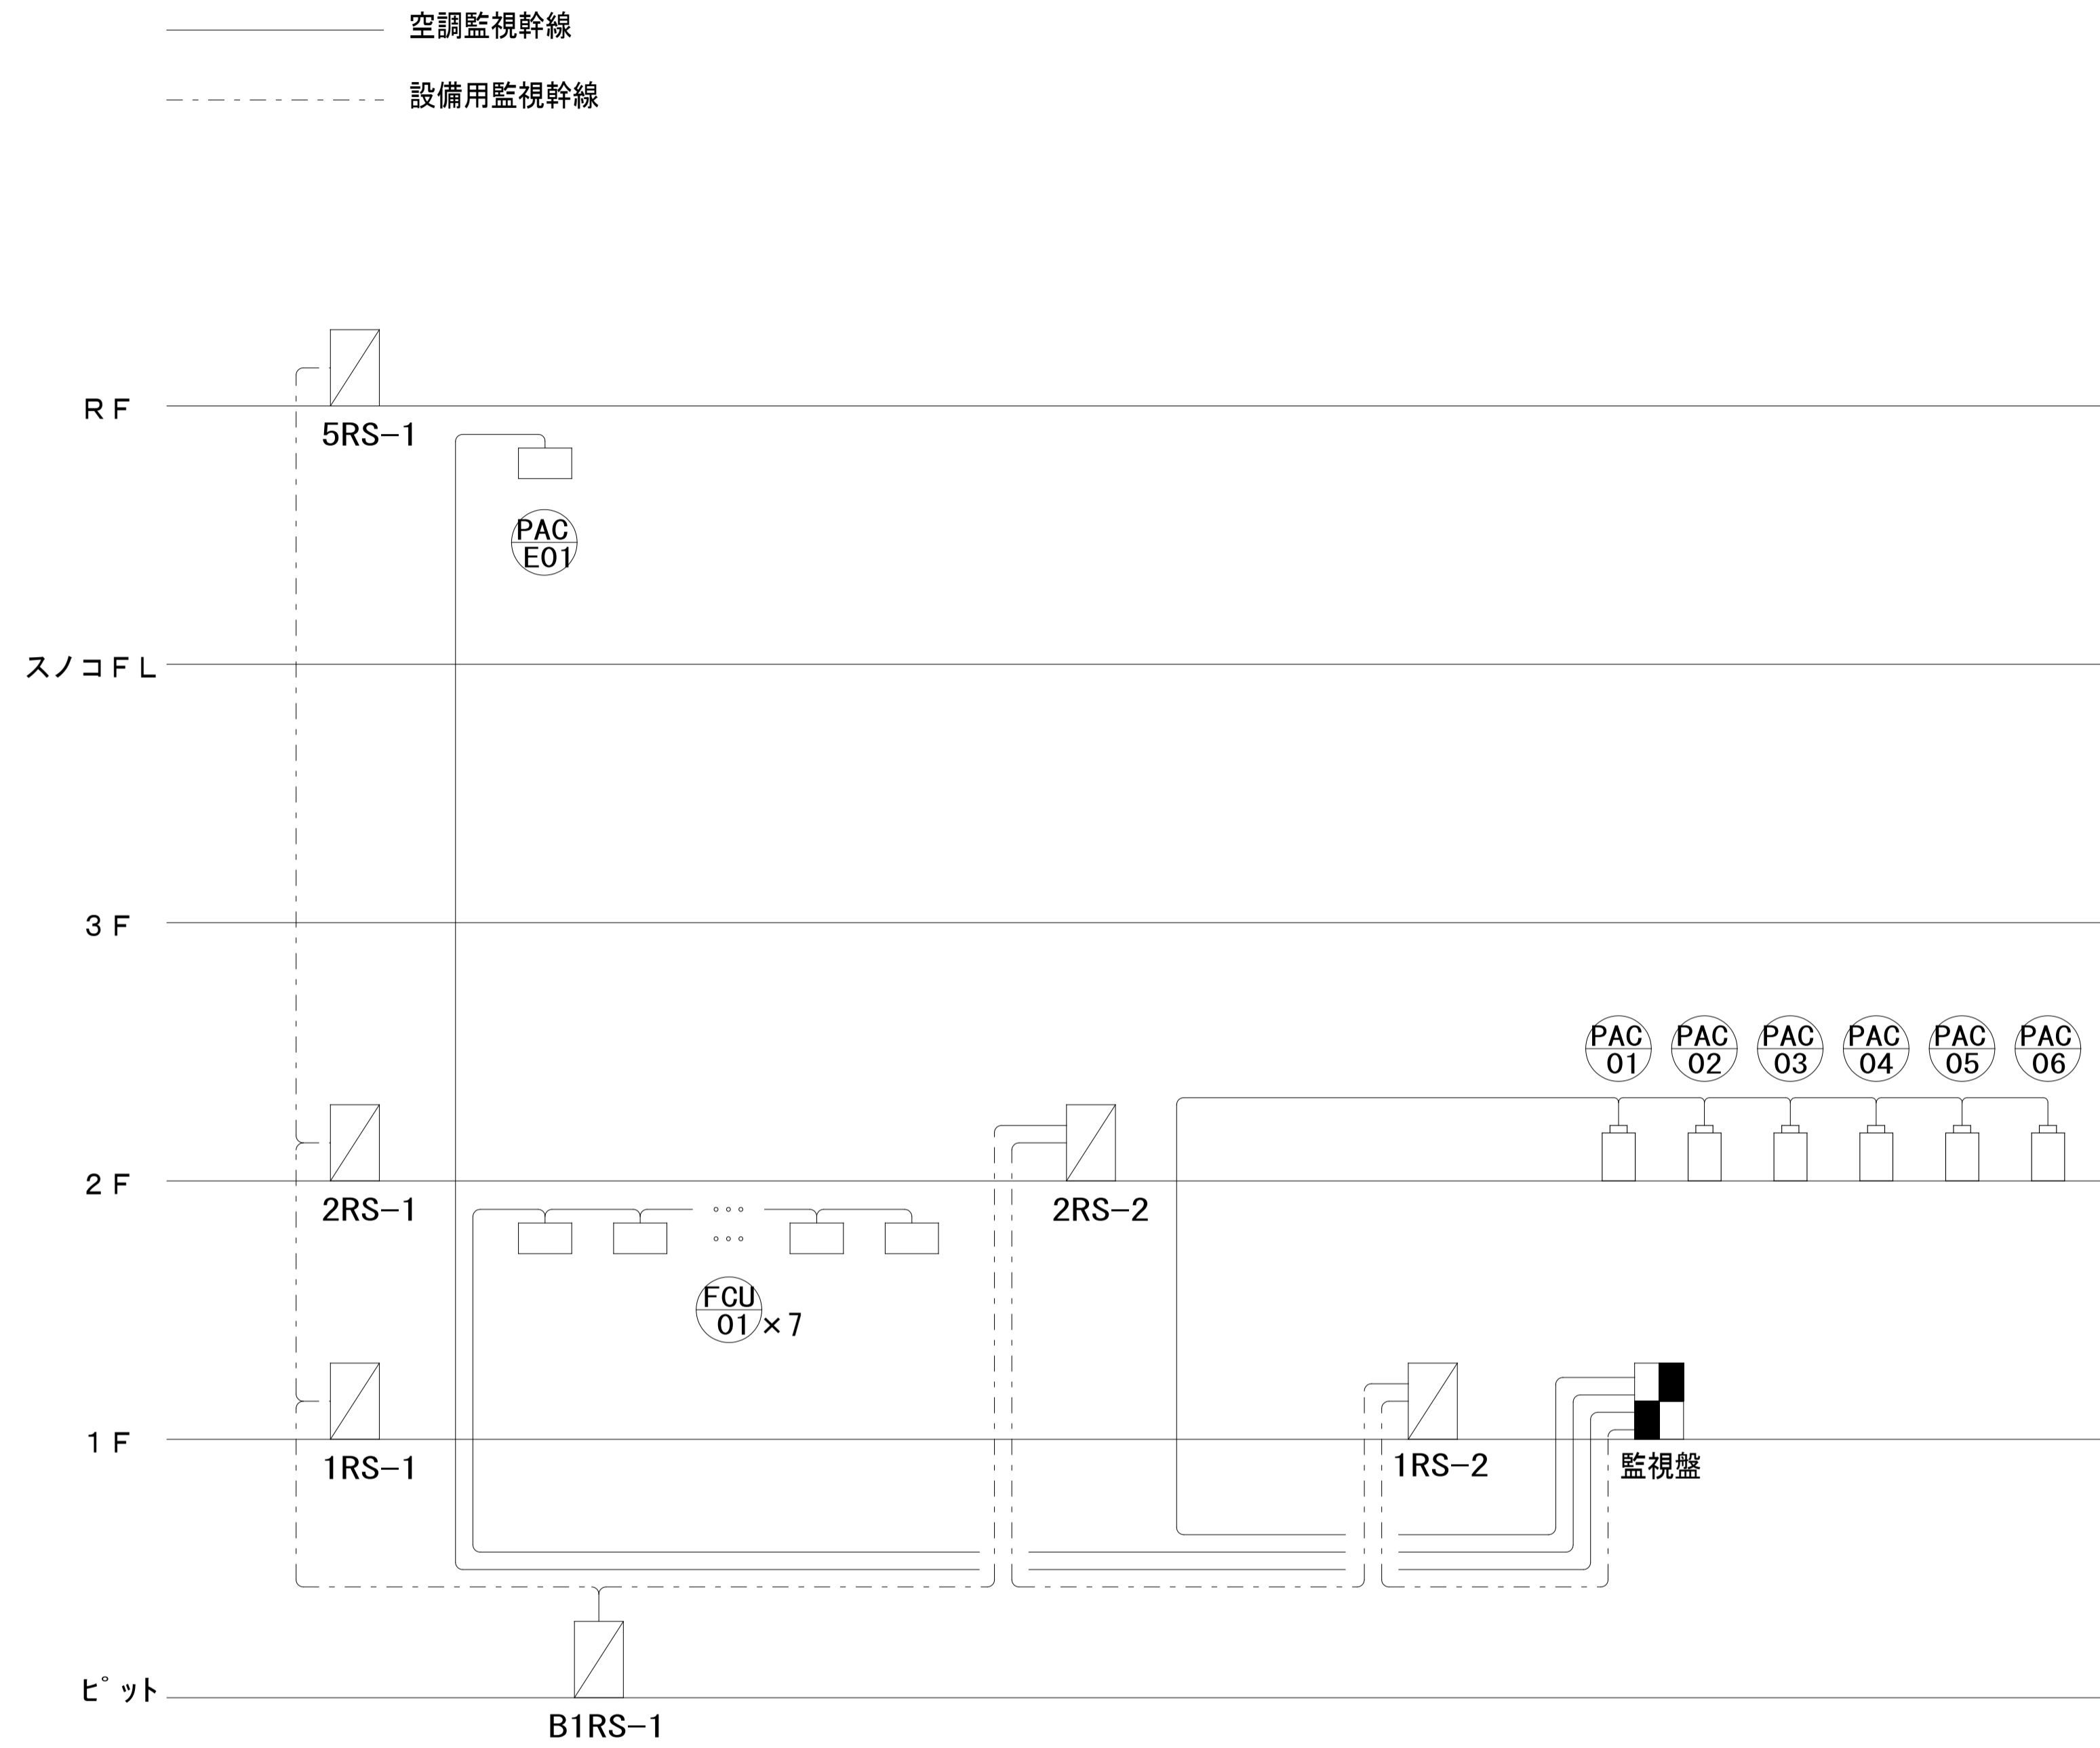 空調監視幹線
設備用監視幹線
ＲＦ
5RS-1
PAC
E01
スノコＦＬ
３Ｆ
PAC
01
PAC
02
PAC
03
PAC
04
PAC
05
PAC
06
２Ｆ
2RS-1
2RS-2
FCU
01
×7
１Ｆ
1RS-1
1RS-2
監視盤
ピット
B1RS-1